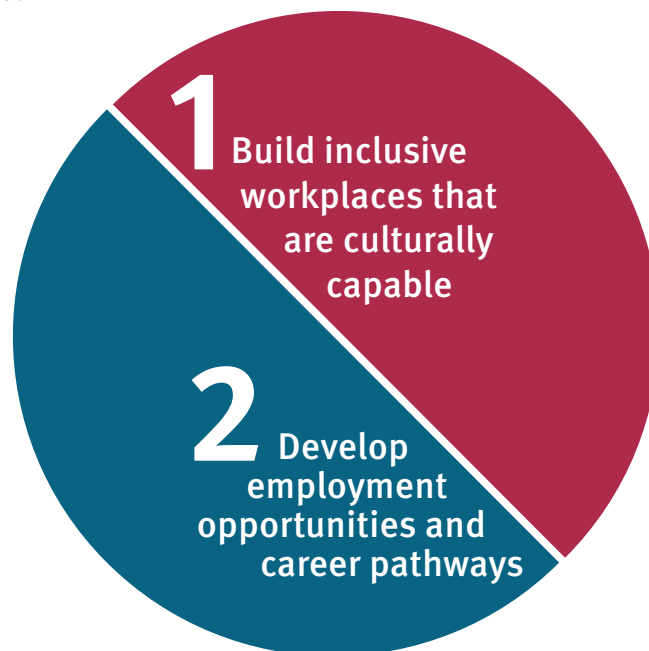 1
Build inclusive
workplaces that
are culturally
capable
2
Develop
employment
opportunities and
career pathways